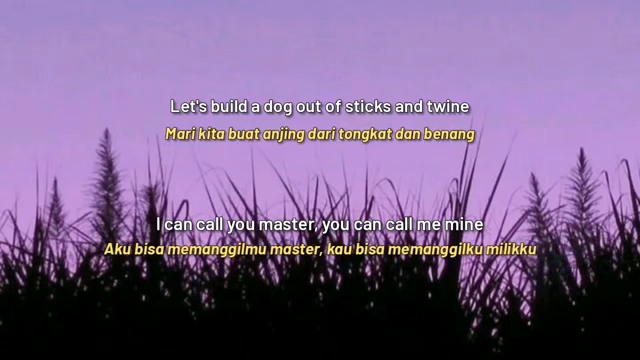 Let's build a dog out of sticks and twine
Mari kita buat anjing dari tongkat dan benang
I can call you master, you can call me mine
Aku bisa memanggilmu master, kau bisa memanggilku milikku